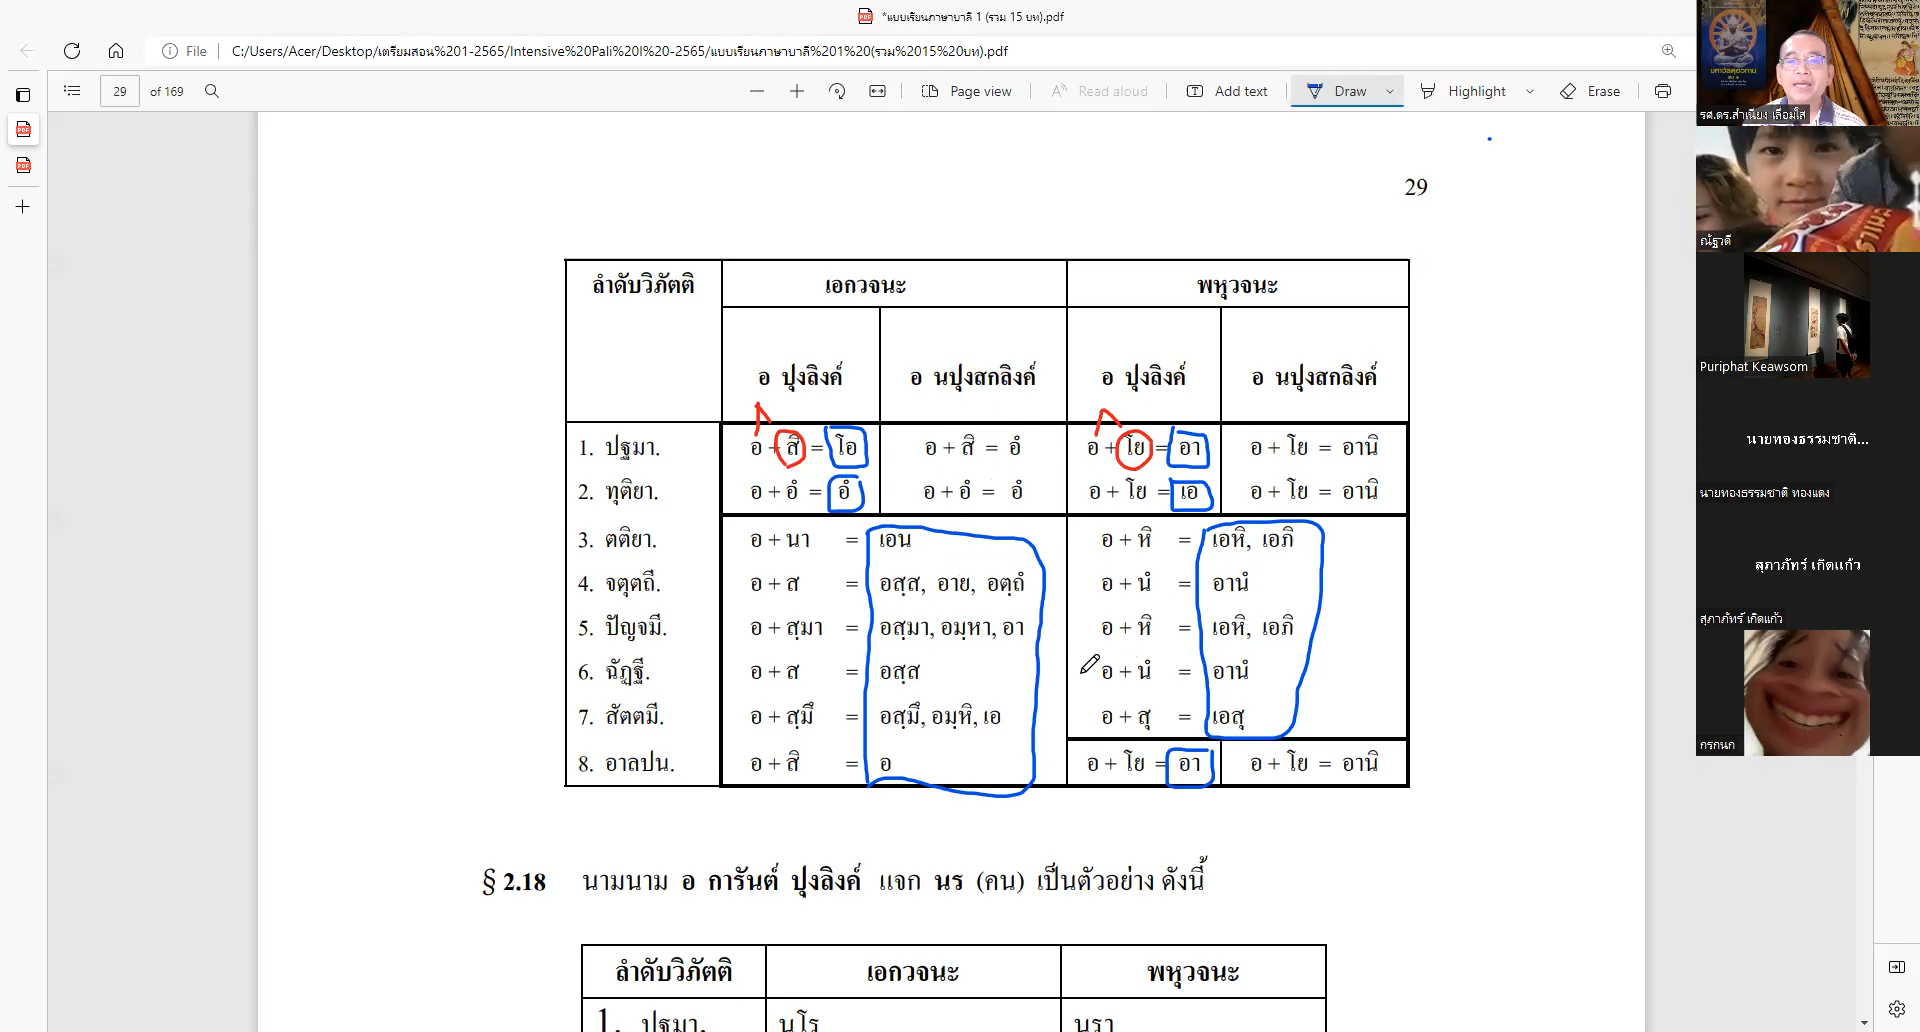 *แบบเรียนภาษาบาลี 1 (รวม 15 บท).pdf
File
C:/Users/Acer/Desktop/เตรียมสอน%201-2565/Intensive%20Pali%20I%20-2565/แบบเรียนภาษาบาลี%201%20(รวม%2015%20บท).pdf
29 of 169
Page view
Read aloud
Add text
Draw
Highlight
Erase
29
ลำดับวิภัตติ เอกวจนะ พหุวจนะ
อ ปุงลิงค์ อ นปุงสกลิงค์ อ ปุงลิงค์ อ นปุงสกลิงค์
1. ปฐมา. อ + สิ = โอ อ + สิ = อํ อ + โย = อา อ + โย = อานิ
2. ทุติยา. อ + อํ = อํ อ + อํ = อํ อ + โย = เอ อ + โย = อานิ
3. ตติยา. อ + นา = เอน อ + หิ = เอหิ, เอภิ
4. จตุตถี. อ + ส = อสฺส, อาย, อตฺถํ อ + นํ = อานํ
5. ปัญจมี. อ + สฺมา = อสฺมา, อมฺหา, อา อ + หิ = เอหิ, เอภิ
6. ฉัฏฐี. อ + ส = อสฺส อ + นํ = อานํ
7. สัตตมี. อ + สฺมึ = อสฺมึ, อมฺหิ, เอ อ + สุ = เอสุ
8. อาลปน. อ + สิ = อ อ + โย = อา อ + โย = อานิ
§ 2.18 นามนาม อ การันต์ ปุงลิงค์ แจก นร (คน) เป็นตัวอย่าง ดังนี้
ลำดับวิภัตติ เอกวจนะ พหุวจนะ
1. ปฐมา. นโร นรา
มหาวัสตุอวทาน
รศ.ดร.สำเนียง เลื่อมใส
ณัฐวดี
Puriphat Keawsom
นายทองธรรมชาติ...
นายทองธรรมชาติ ทองแดง
สุภาภัทร์ เกิดแก้ว
สุภาภัทร์ เกิดแก้ว
กรกนก